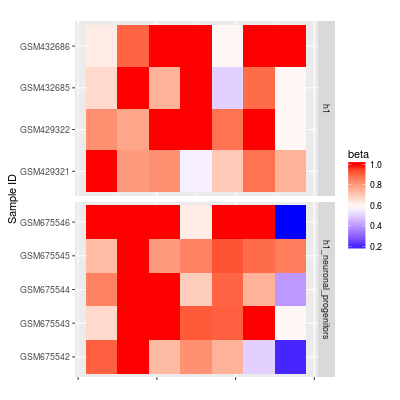 GSM432686
GSM432685
GSM429322
GSM429321
h1
GSM675546
GSM675545
GSM675544
GSM675543
GSM675542
h1_neuronal_progenitors
Sample ID
beta
1.0
0.8
0.6
0.4
0.2